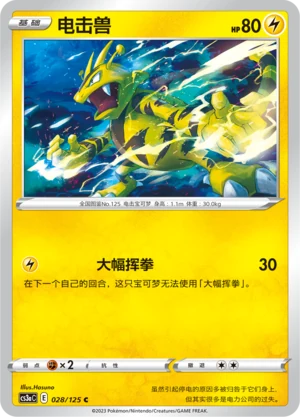 基础 电击兽 HP80
全国图鉴No.125 电击宝可梦 身高：1.1m 体重：30.0kg
大幅挥拳 30
在下一个自己的回合，这只宝可梦无法使用「大幅挥拳」。
弱点 ×2 抵抗力 撤退
Illus.Hasuno
CS3aC E 028/125 C
虽然引起停电的原因多被归咎于它们身上，
但其实很多是电力公司的过失。
©2023 Pokémon/Nintendo/Creatures/GAME FREAK.